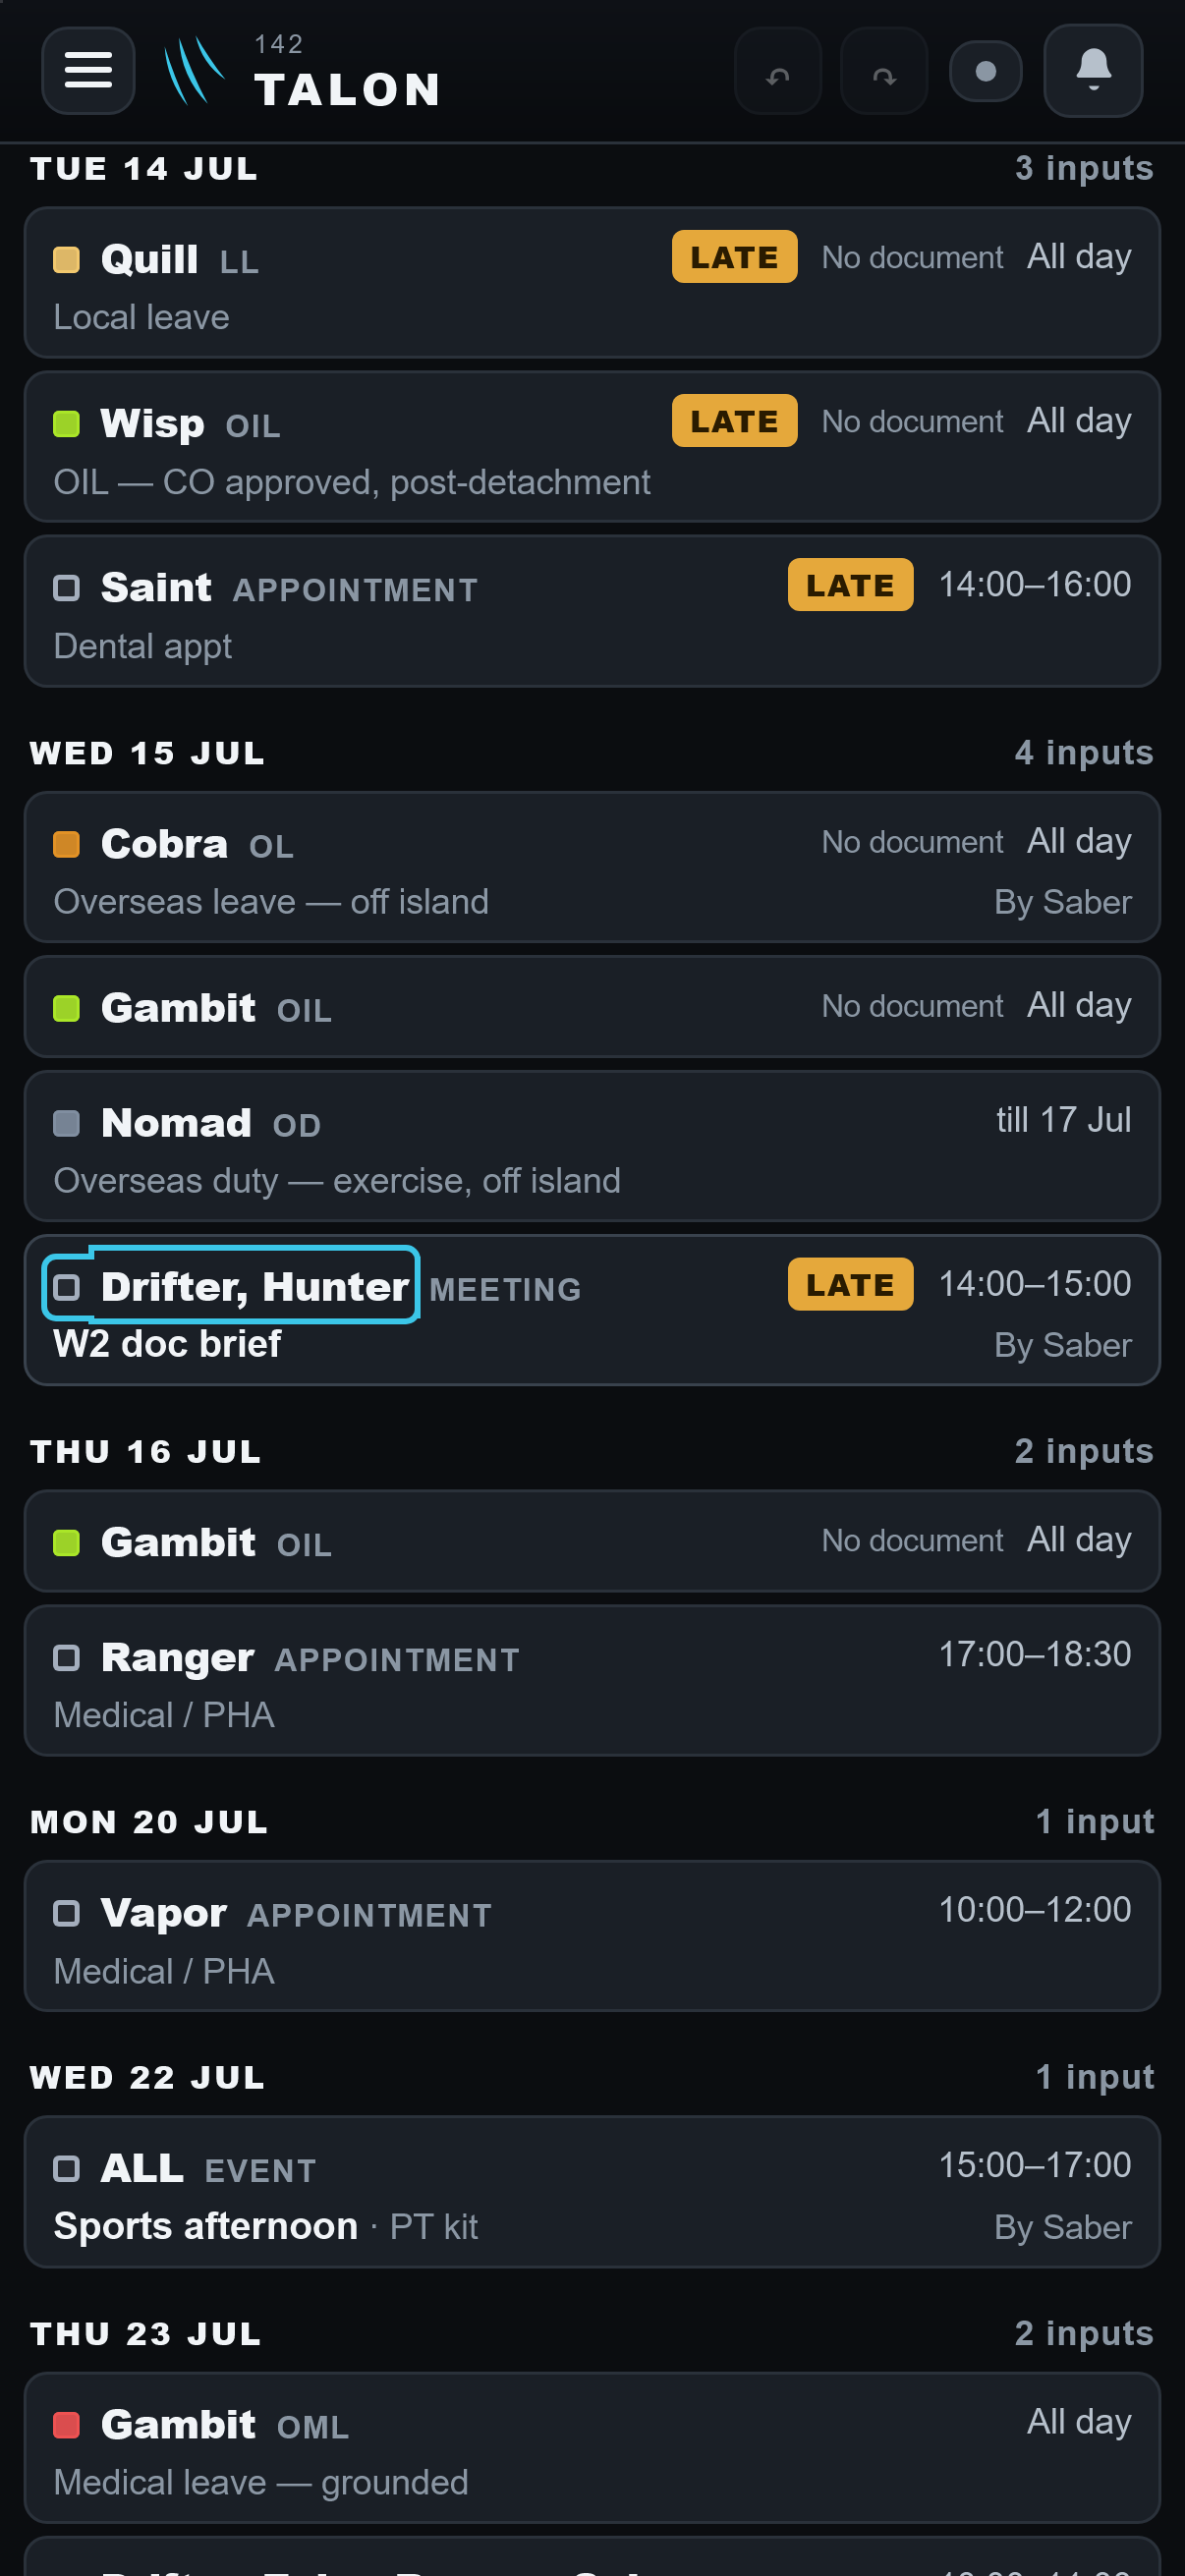 142
TALON
TUE 14 JUL 3 inputs
Quill LL LATE No document All day
Local leave
Wisp OIL LATE No document All day
OIL — CO approved, post-detachment
Saint APPOINTMENT LATE 14:00–16:00
Dental appt
WED 15 JUL 4 inputs
Cobra OL No document All day
Overseas leave — off island By Saber
Gambit OIL No document All day
Nomad OD till 17 Jul
Overseas duty — exercise, off island
Drifter, Hunter MEETING LATE 14:00–15:00
W2 doc brief By Saber
THU 16 JUL 2 inputs
Gambit OIL No document All day
Ranger APPOINTMENT 17:00–18:30
Medical / PHA
MON 20 JUL 1 input
Vapor APPOINTMENT 10:00–12:00
Medical / PHA
WED 22 JUL 1 input
ALL EVENT 15:00–17:00
Sports afternoon · PT kit By Saber
THU 23 JUL 2 inputs
Gambit OML All day
Medical leave — grounded